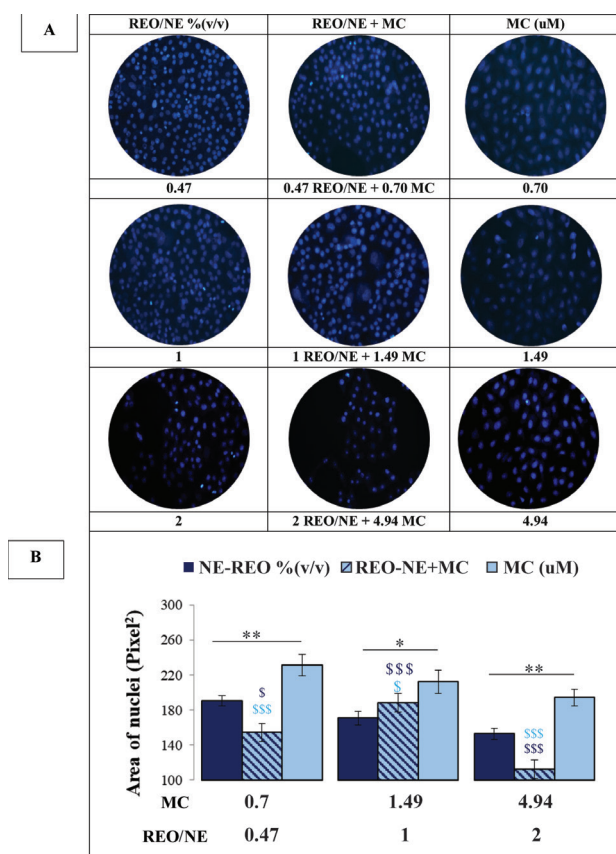 A
REO/NE %(v/v) REO/NE + MC MC (uM)
0.47 0.47 REO/NE + 0.70 MC 0.70
1 1 REO/NE + 1.49 MC 1.49
2 2 REO/NE + 4.94 MC 4.94
B
NE-REO %(v/v) REO-NE+MC MC (uM)
Area of nuclei (Pixel²)
300
260
220
180
140
100
** * **
$ $$$ $$$
$$$ $ $$$
MC 0.7 1.49 4.94
REO/NE 0.47 1 2